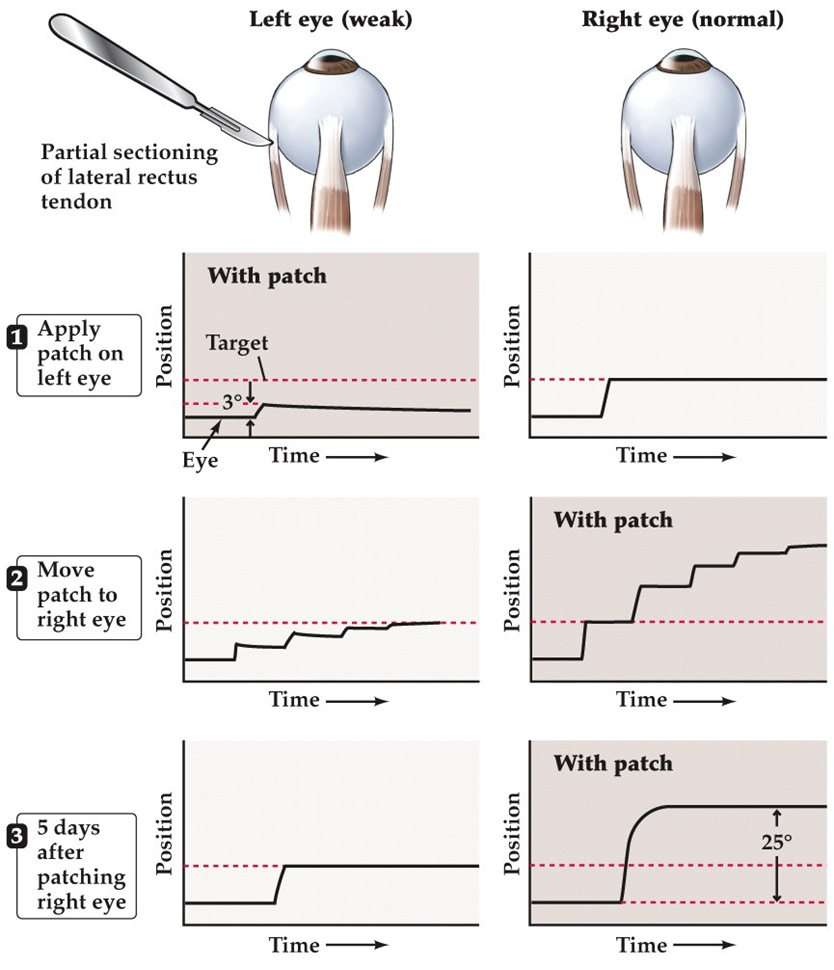 Left eye (weak)
Right eye (normal)
Partial sectioning
of lateral rectus
tendon
1
Apply
patch on
left eye
With patch
Position
Target
3°
Eye
Time
Position
Time
2
Move
patch to
right eye
Position
Time
With patch
Position
Time
3
5 days
after
patching
right eye
Position
Time
With patch
Position
25°
Time